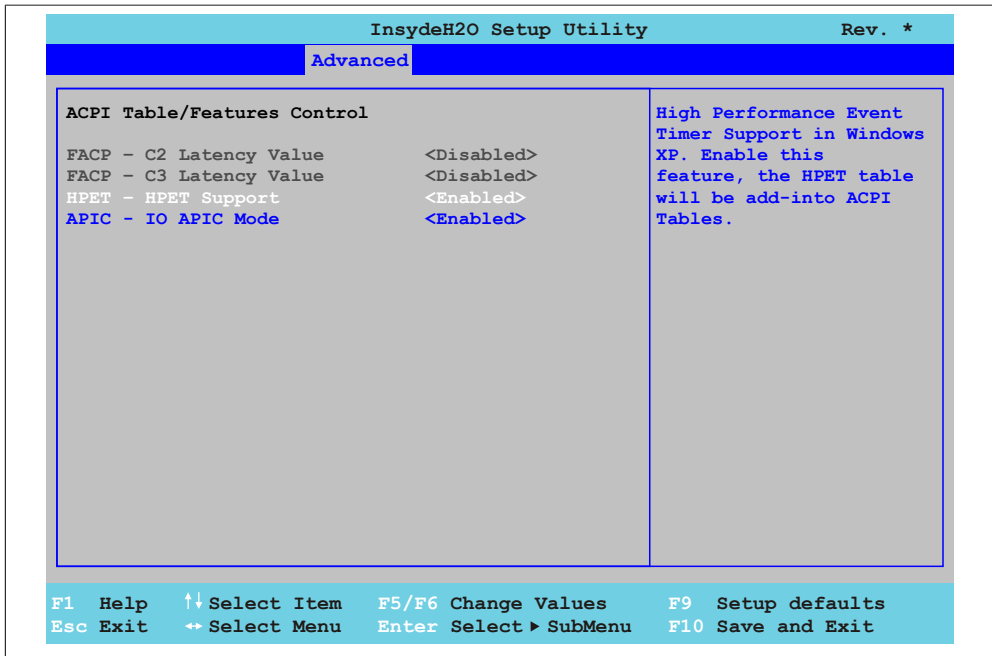 InsydeH2O Setup Utility Rev. *
Advanced
ACPI Table/Features Control
FACP – C2 Latency Value <Disabled>
FACP – C3 Latency Value <Disabled>
HPET – HPET Support <Enabled>
APIC - IO APIC Mode <Enabled>
High Performance Event
Timer Support in Windows
XP. Enable this
feature, the HPET table
will be add-into ACPI
Tables.
F1 Help ↑↓ Select Item F5/F6 Change Values F9 Setup defaults
Esc Exit ↔ Select Menu Enter Select ▶ SubMenu F10 Save and Exit